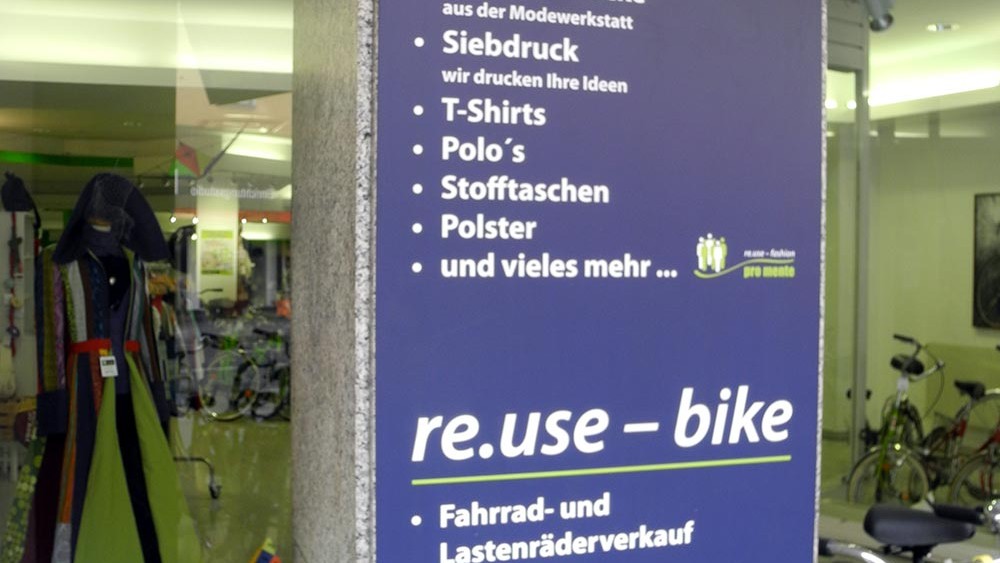 aus der Modewerkstatt
• Siebdruck
wir drucken Ihre Ideen
• T-Shirts
• Polo´s
• Stofftaschen
• Polster
• und vieles mehr ...
re.use – fashion
pro mente
re.use – bike
• Fahrrad- und
Lastenräderverkauf